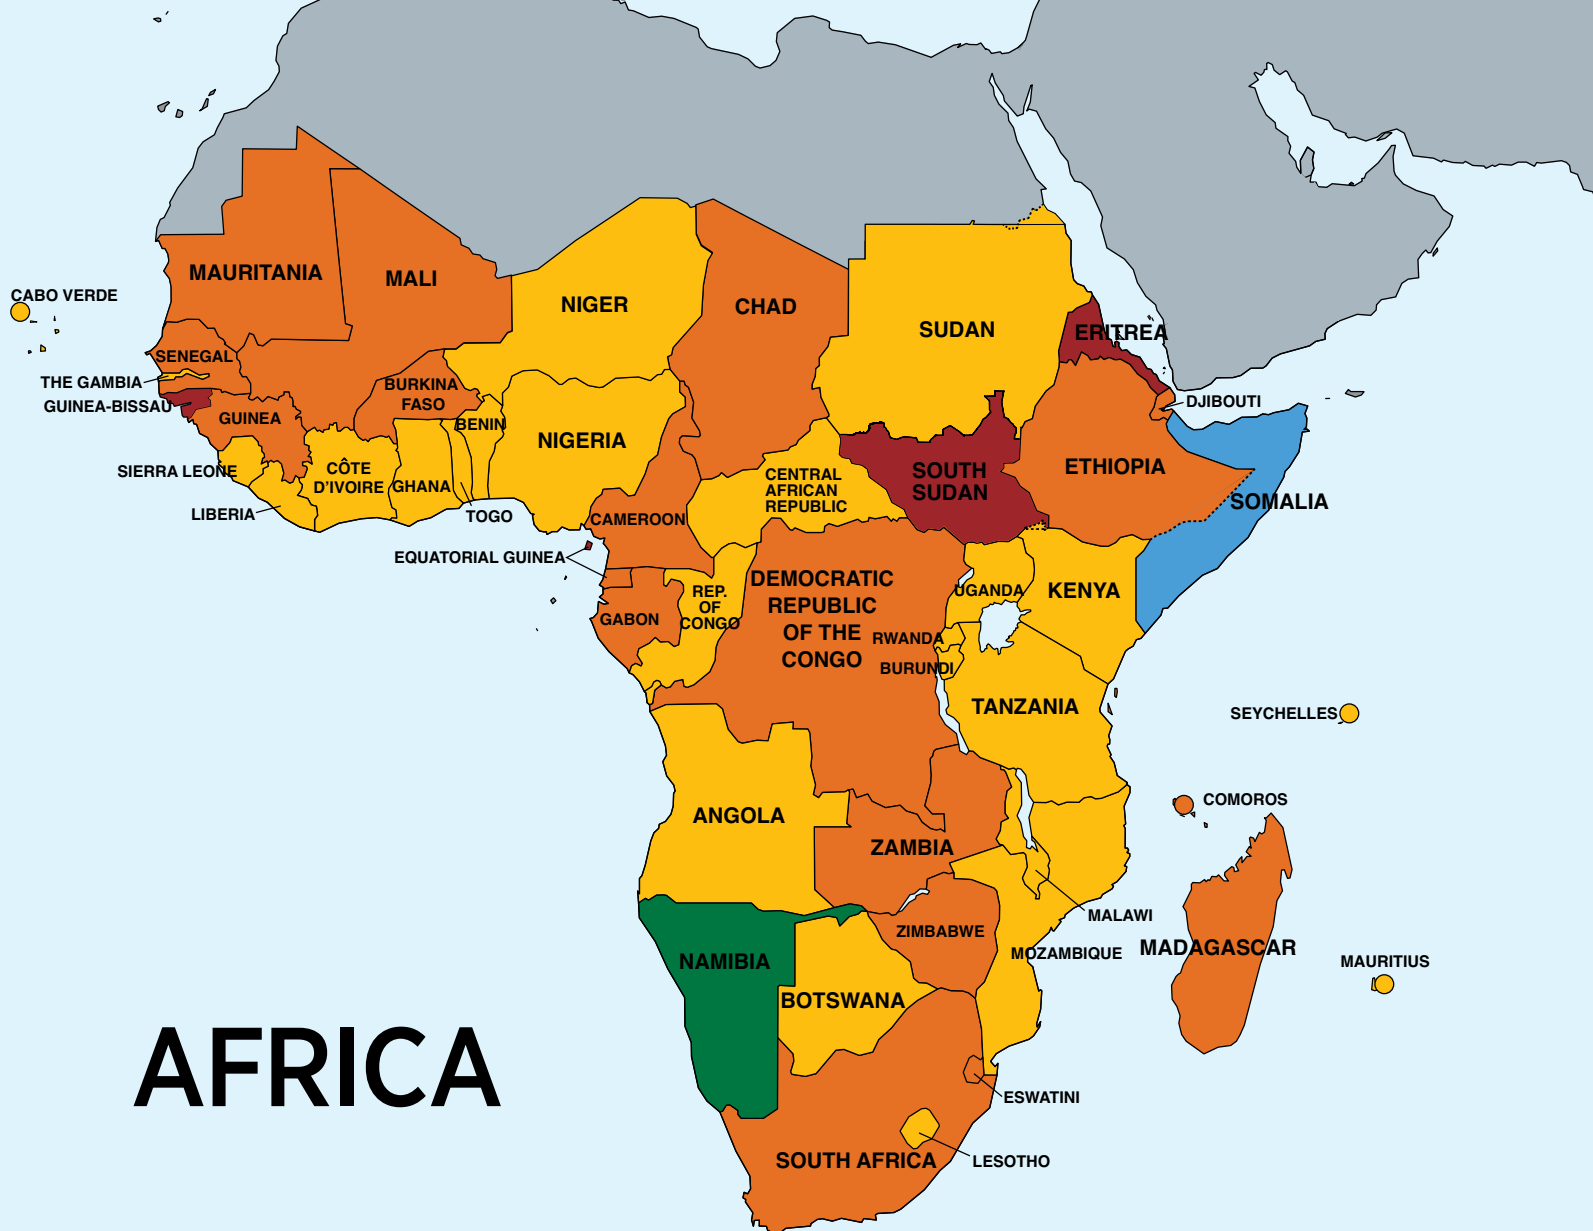 MAURITANIA
MALI
CABO VERDE
NIGER
CHAD
SUDAN
ERITREA
SENEGAL
THE GAMBIA
GUINEA-BISSAU
BURKINA
FASO
GUINEA
BENIN
NIGERIA
DJIBOUTI
SIERRA LEONE
CÔTE
D'IVOIRE
GHANA
CENTRAL
AFRICAN
REPUBLIC
SOUTH
SUDAN
ETHIOPIA
SOMALIA
LIBERIA
TOGO
CAMEROON
EQUATORIAL GUINEA
DEMOCRATIC
REPUBLIC
OF THE
CONGO
REP.
OF
CONGO
GABON
UGANDA
KENYA
RWANDA
BURUNDI
TANZANIA
SEYCHELLES
COMOROS
ANGOLA
ZAMBIA
MALAWI
ZIMBABWE
MOZAMBIQUE
MADAGASCAR
MAURITIUS
NAMIBIA
BOTSWANA
AFRICA
ESWATINI
SOUTH AFRICA
LESOTHO